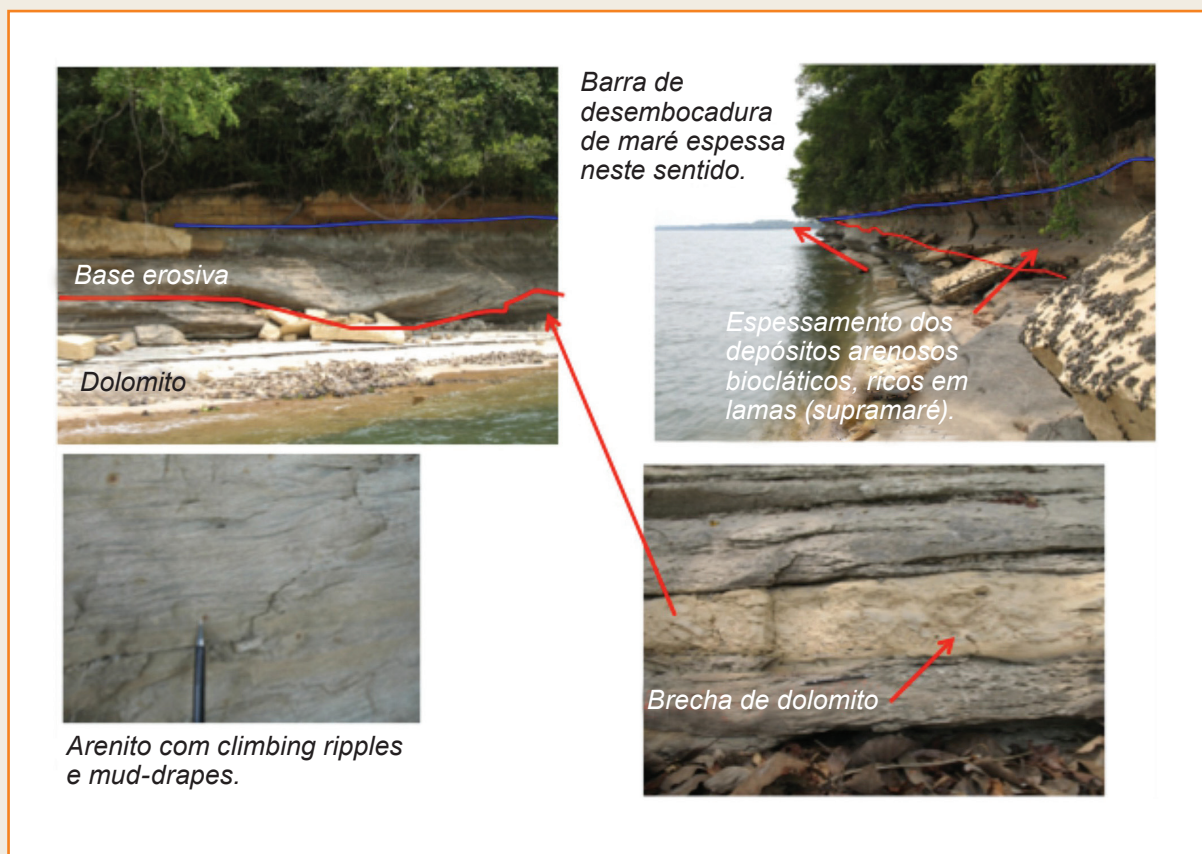 Barra de
desembocadura
de maré espessa
neste sentido.
Base erosiva
Dolomito
Espessamento dos
depósitos arenosos
biocláticos, ricos em
lamas (supramaré).
Arenito com climbing ripples
e mud-drapes.
Brecha de dolomito